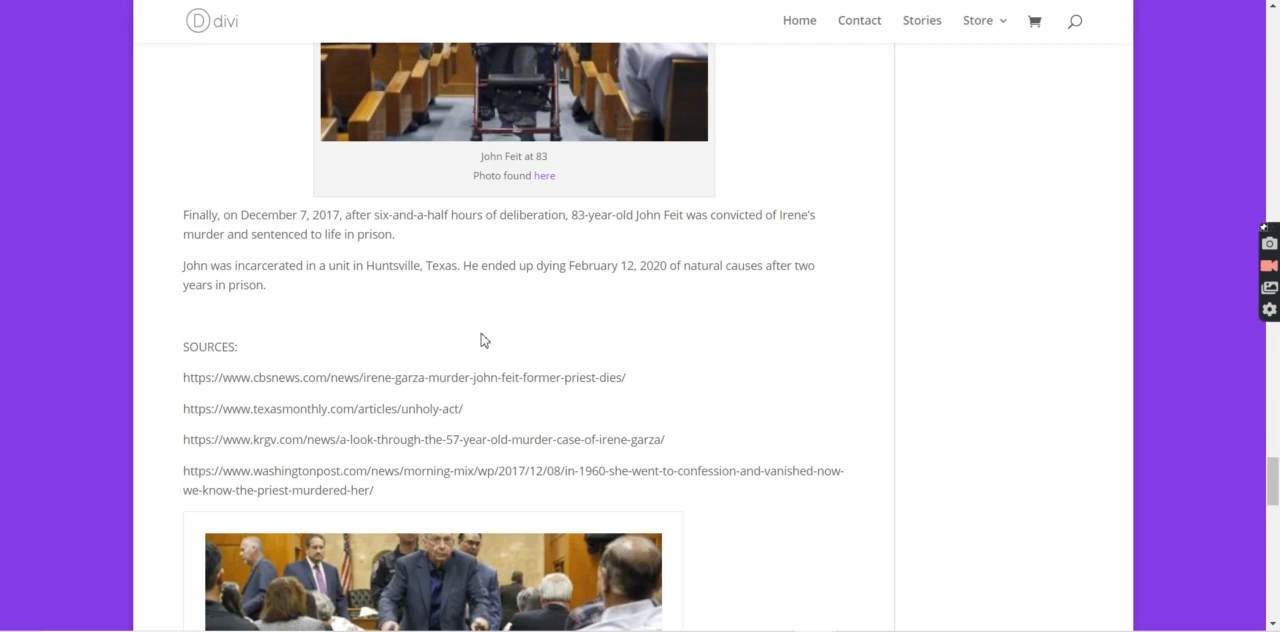 D divi
Home Contact Stories Store
John Feit at 83
Photo found here
Finally, on December 7, 2017, after six-and-a-half hours of deliberation, 83-year-old John Feit was convicted of Irene's
murder and sentenced to life in prison.
John was incarcerated in a unit in Huntsville, Texas. He ended up dying February 12, 2020 of natural causes after two
years in prison.
SOURCES:
https://www.cbsnews.com/news/irene-garza-murder-john-feit-former-priest-dies/
https://www.texasmonthly.com/articles/unholy-act/
https://www.krgv.com/news/a-look-through-the-57-year-old-murder-case-of-irene-garza/
https://www.washingtonpost.com/news/morning-mix/wp/2017/12/08/in-1960-she-went-to-confession-and-vanished-now-
we-know-the-priest-murdered-her/